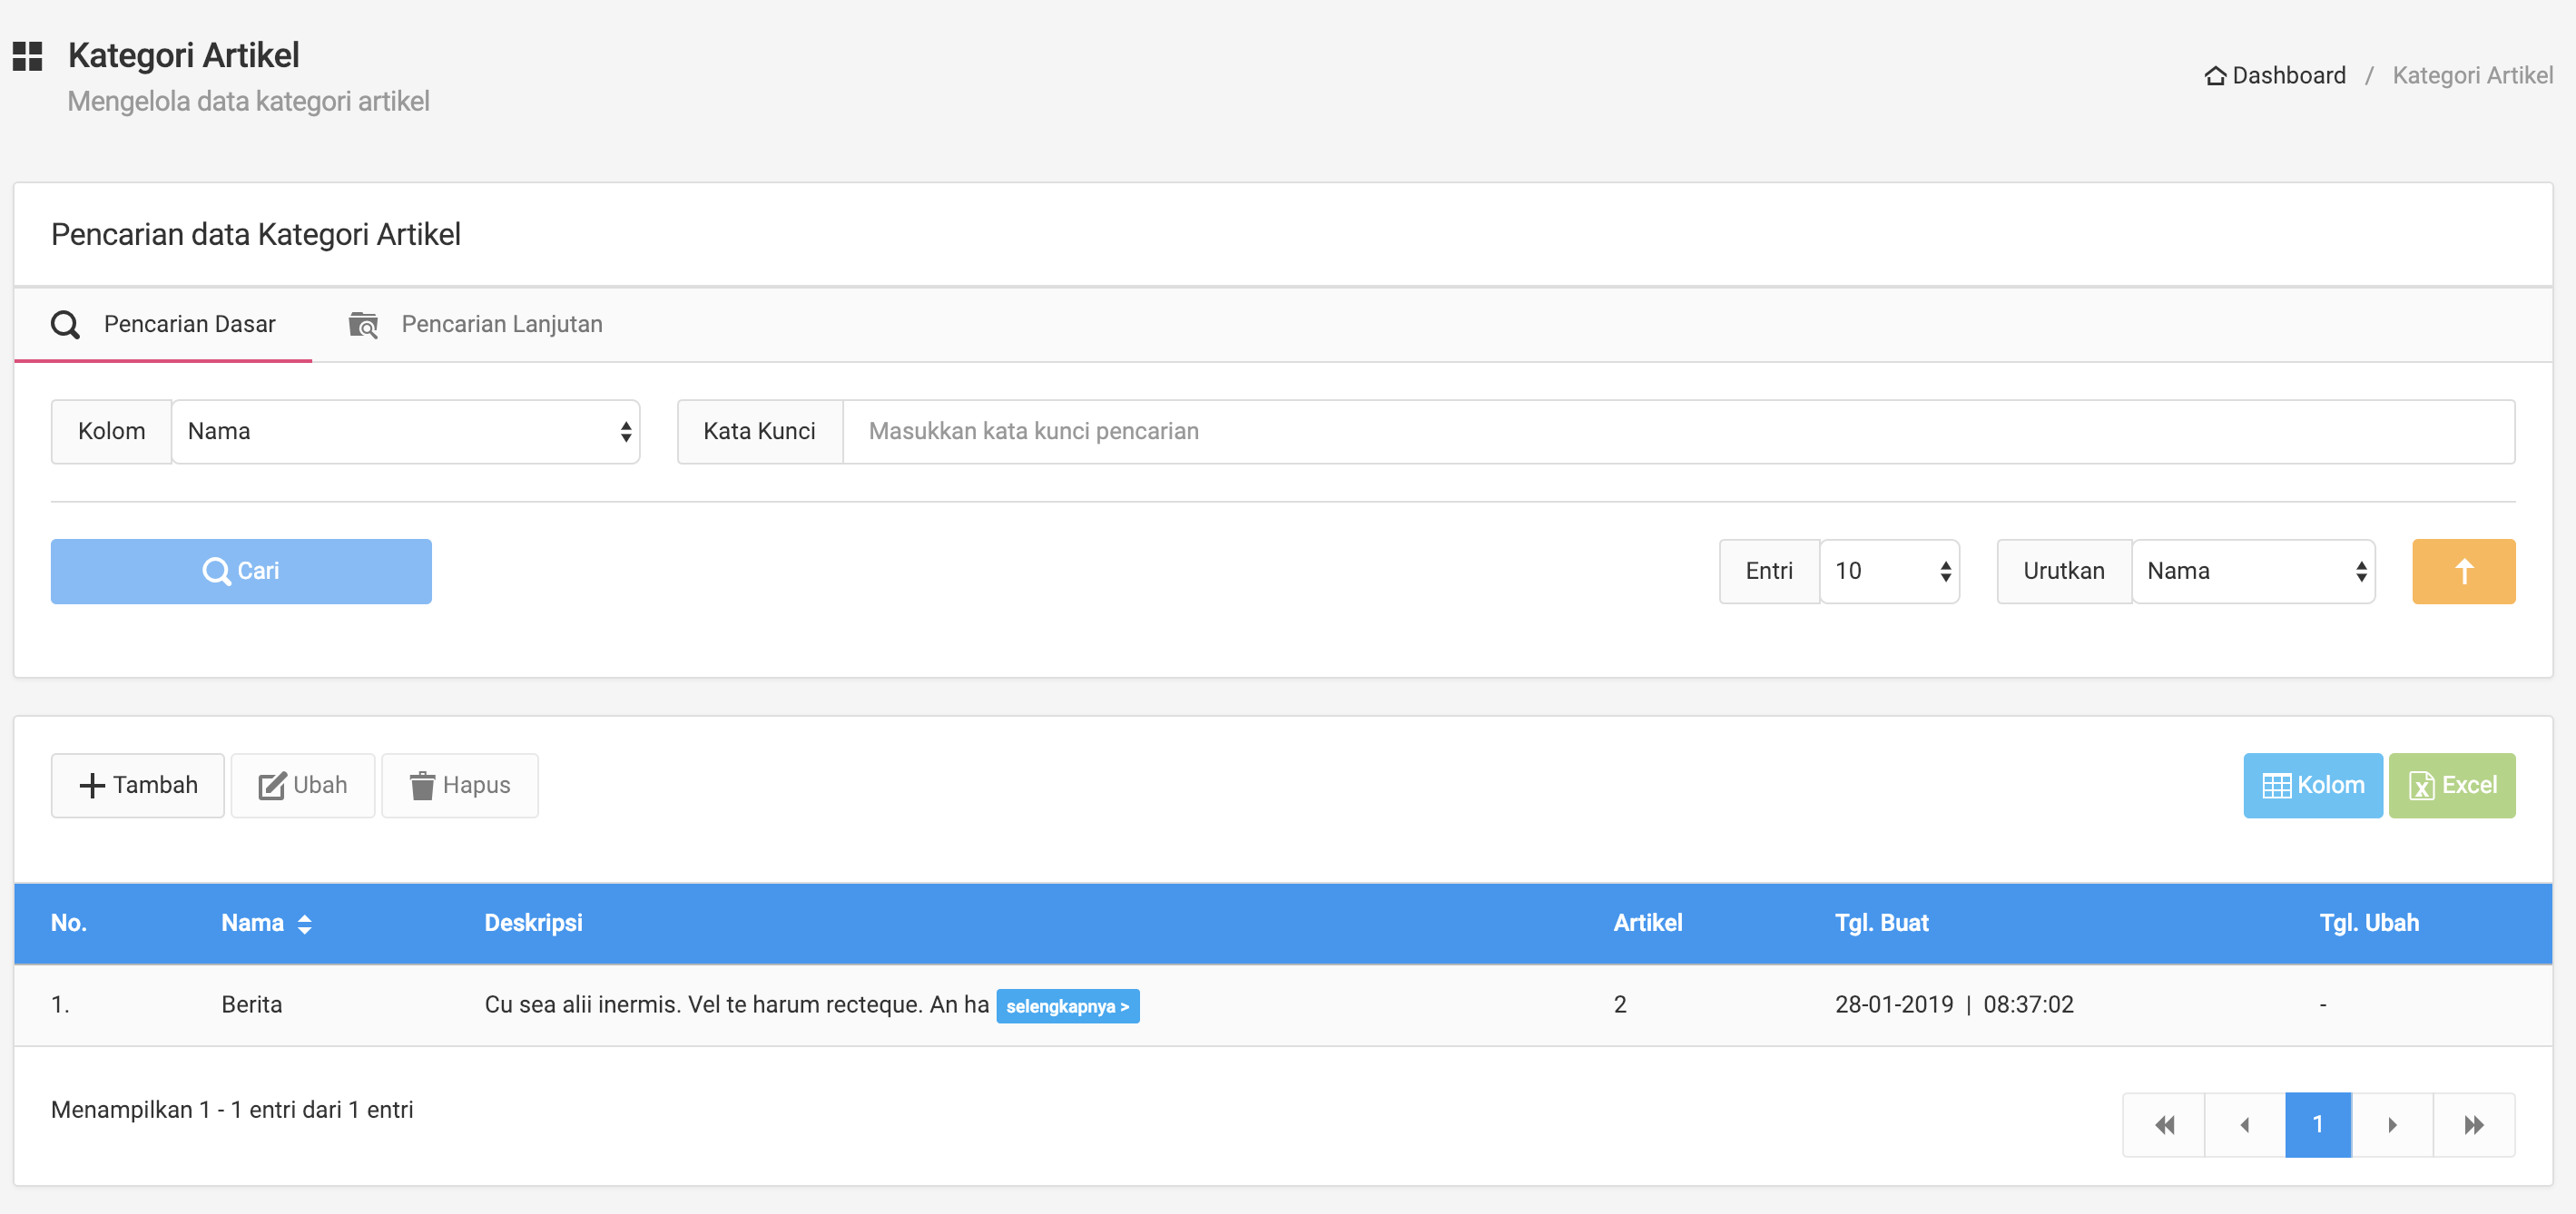 Kategori Artikel
Mengelola data kategori artikel
Dashboard / Kategori Artikel
Pencarian data Kategori Artikel
Pencarian Dasar Pencarian Lanjutan
Kolom Nama Kata Kunci Masukkan kata kunci pencarian
Cari Entri 10 Urutkan Nama
Tambah Ubah Hapus Kolom Excel
No. Nama Deskripsi Artikel Tgl. Buat Tgl. Ubah
1. Berita Cu sea alii inermis. Vel te harum recteque. An ha selengkapnya > 2 28-01-2019 | 08:37:02 -
Menampilkan 1 - 1 entri dari 1 entri
1